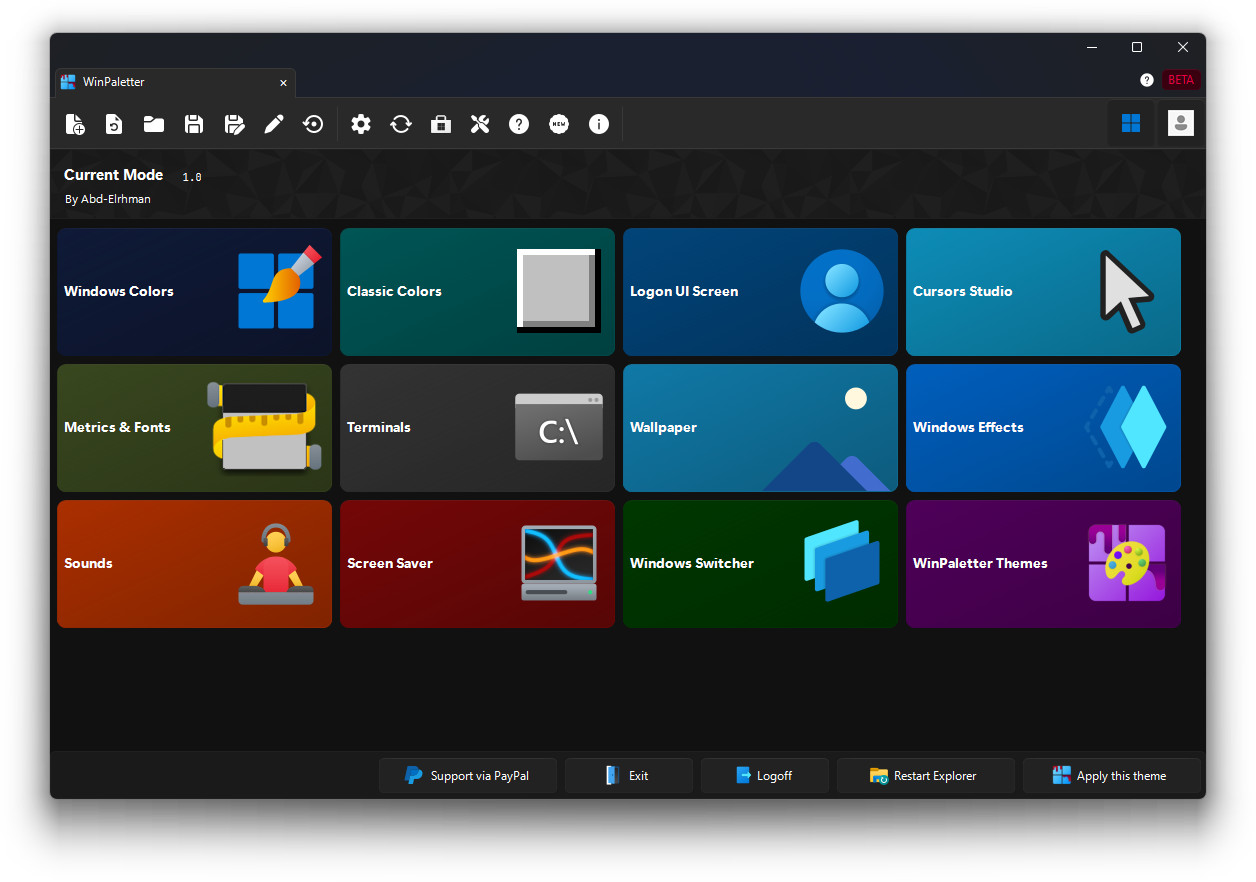 WinPaletter
BETA
NEW
Current Mode 1.0
By Abd-Elrhman
Windows Colors
Classic Colors
Logon UI Screen
Cursors Studio
Metrics & Fonts
Terminals
C:\
Wallpaper
Windows Effects
Sounds
Screen Saver
Windows Switcher
WinPaletter Themes
Support via PayPal
Exit
Logoff
Restart Explorer
Apply this theme